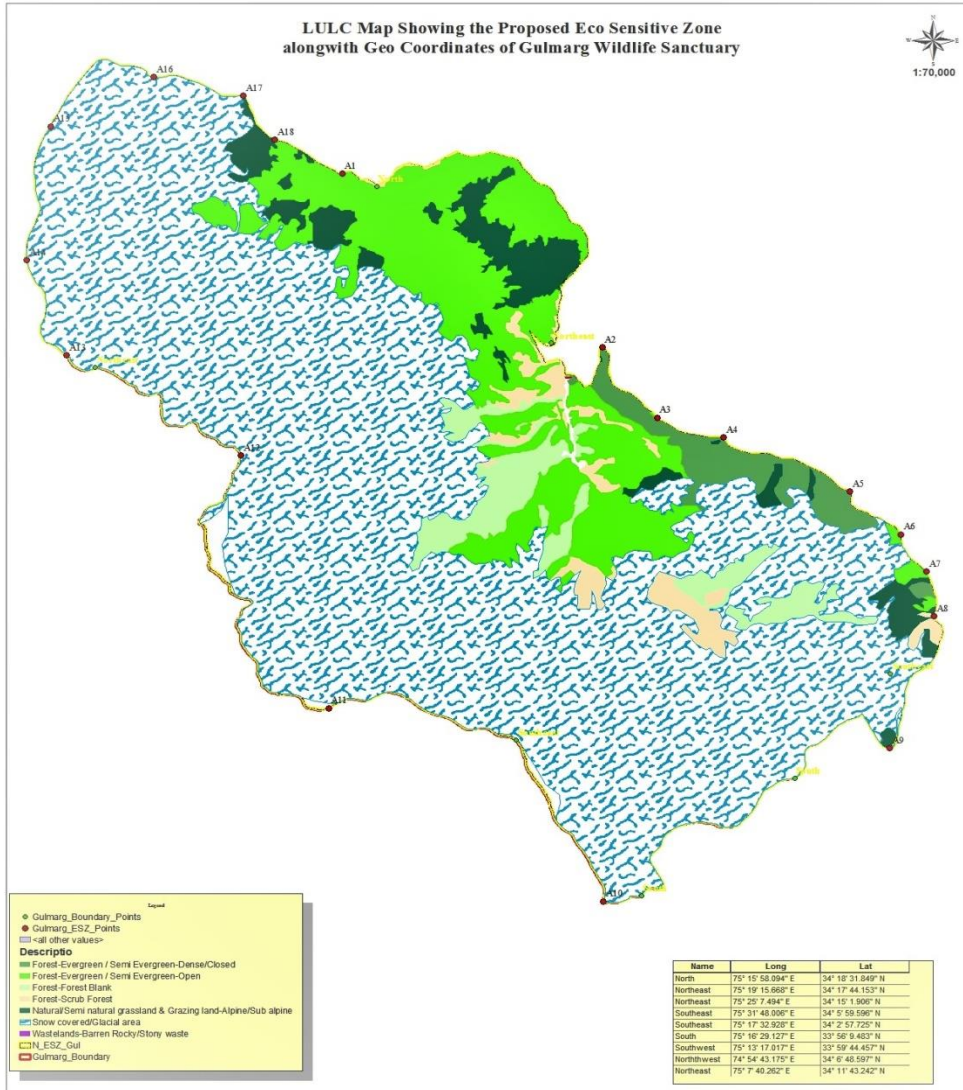 LULC Map Showing the Proposed Eco Sensitive Zone
alongwith Geo Coordinates of Gulmarg Wildlife Sanctuary
N
W E
S
1:70,000
A16
A17
A15
A18
A1
North
A14
Northeast
A2
A13
A3
A4
A12
A5
A6
A7
A8
A11
A9
South
A10
Legend
Gulmarg_Boundary_Points
Gulmarg_ESZ_Points
<all other values>
Descriptio
Forest-Evergreen / Semi Evergreen-Dense/Closed
Forest-Evergreen / Semi Evergreen-Open
Forest-Forest Blank
Forest-Scrub Forest
Natural/Semi natural grassland & Grazing land-Alpine/Sub alpine
Snow covered/Glacial area
Wastelands-Barren Rocky/Stony waste
N_ESZ_Gul
Gulmarg_Boundary
Name Long Lat
North 75° 15' 58.094" E 34° 18' 31.849" N
Northeast 75° 19' 15.668" E 34° 17' 44.153" N
Northeast 75° 25' 7.494" E 34° 15' 1.906" N
Southeast 75° 31' 48.006" E 34° 5' 59.596" N
Southeast 75° 17' 32.928" E 34° 2' 57.725" N
South 75° 16' 29.127" E 33° 56' 9.483" N
Southwest 75° 13' 17.017" E 33° 59' 44.457" N
Norththwest 74° 54' 43.175" E 34° 6' 48.597" N
Northeast 75° 7' 40.262" E 34° 11' 43.242" N